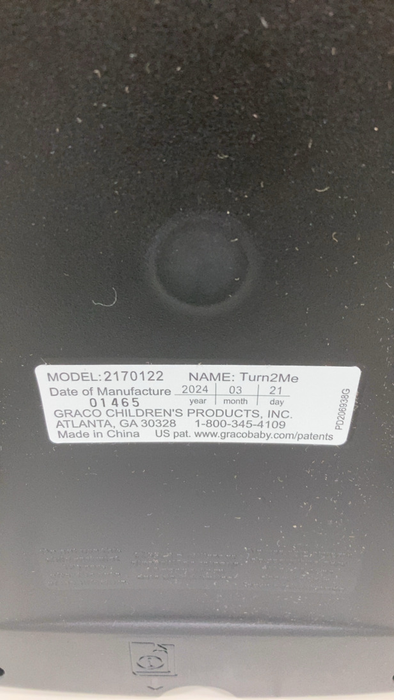 MODEL: 2170122 NAME: Turn2Me
Date of Manufacture 2024 | 03 | 21
01465 year | month | day
GRACO CHILDREN'S PRODUCTS, INC.
ATLANTA, GA 30328 1-800-345-4109
Made in China US pat. www.gracobaby.com/patents
PD206938G